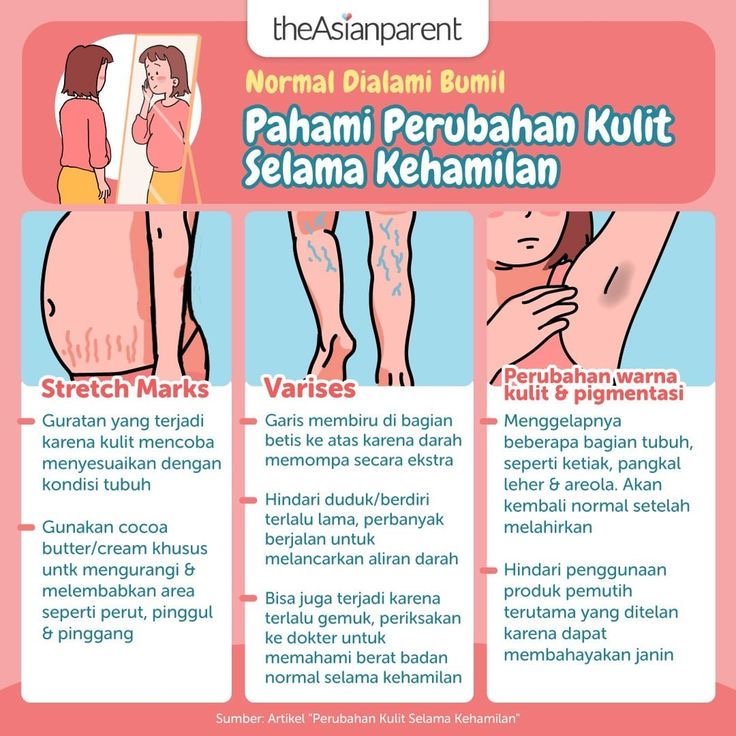 theAsianparent
Normal Dialami Bumil
Pahami Perubahan Kulit
Selama Kehamilan
Stretch Marks
Guratan yang terjadi
karena kulit mencoba
menyesuaikan dengan
kondisi tubuh
Gunakan cocoa
butter/cream khusus
untk mengurangi &
melembabkan area
seperti perut, pinggul
& pinggang
Varises
Garis membiru di bagian
betis ke atas karena darah
memompa secara ekstra
Hindari duduk/berdiri
terlalu lama, perbanyak
berjalan untuk
melancarkan aliran darah
Bisa juga terjadi karena
terlalu gemuk, periksakan
ke dokter untuk
memahami berat badan
normal selama kehamilan
Perubahan warna
kulit & pigmentasi
Menggelapnya
beberapa bagian tubuh,
seperti ketiak, pangkal
leher & areola. Akan
kembali normal setelah
melahirkan
Hindari penggunaan
produk pemutih
terutama yang ditelan
karena dapat
membahayakan janin
Sumber: Artikel "Perubahan Kulit Selama Kehamilan"